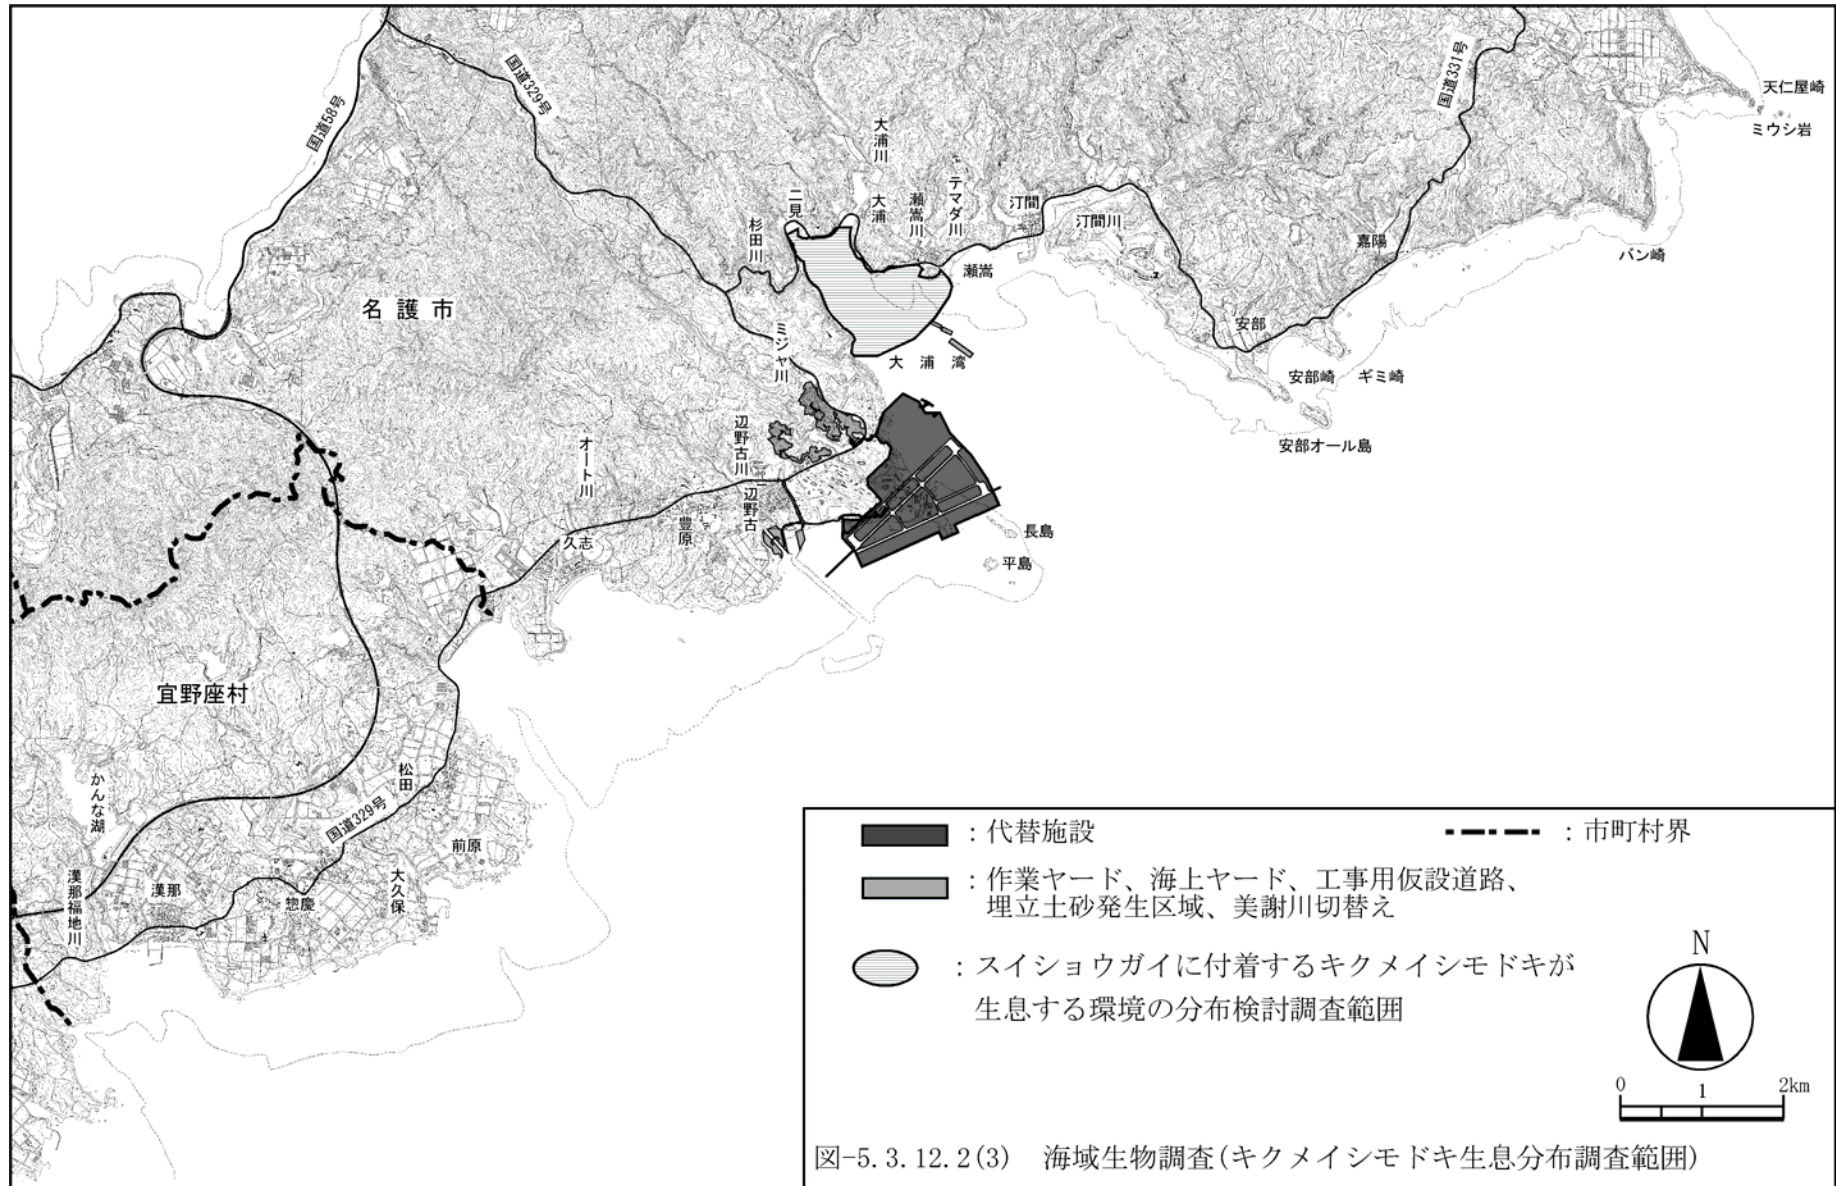 国道58号
国道329号
国道331号
天仁屋崎
ミウシ岩
バン崎
大浦川
大浦
二見
杉田川
瀬嵩川
テマダ川
汀間
汀間川
嘉陽
瀬嵩
安部
安部崎
ギミ崎
安部オール島
大浦湾
名護市
ミジャ川
辺野古川
辺野古
オート川
豊原
久志
長島
平島
宜野座村
かんな湖
松田
国道329号
前原
大久保
惣慶
漢那
漢那福地川
:代替施設
:市町村界
:作業ヤード、海上ヤード、工事用仮設道路、
埋立土砂発生区域、美謝川切替え
:スイショウガイに付着するキクメイシモドキが
生息する環境の分布検討調査範囲
N
0 1 2km
図-5.3.12.2(3) 海域生物調査(キクメイシモドキ生息分布調査範囲)